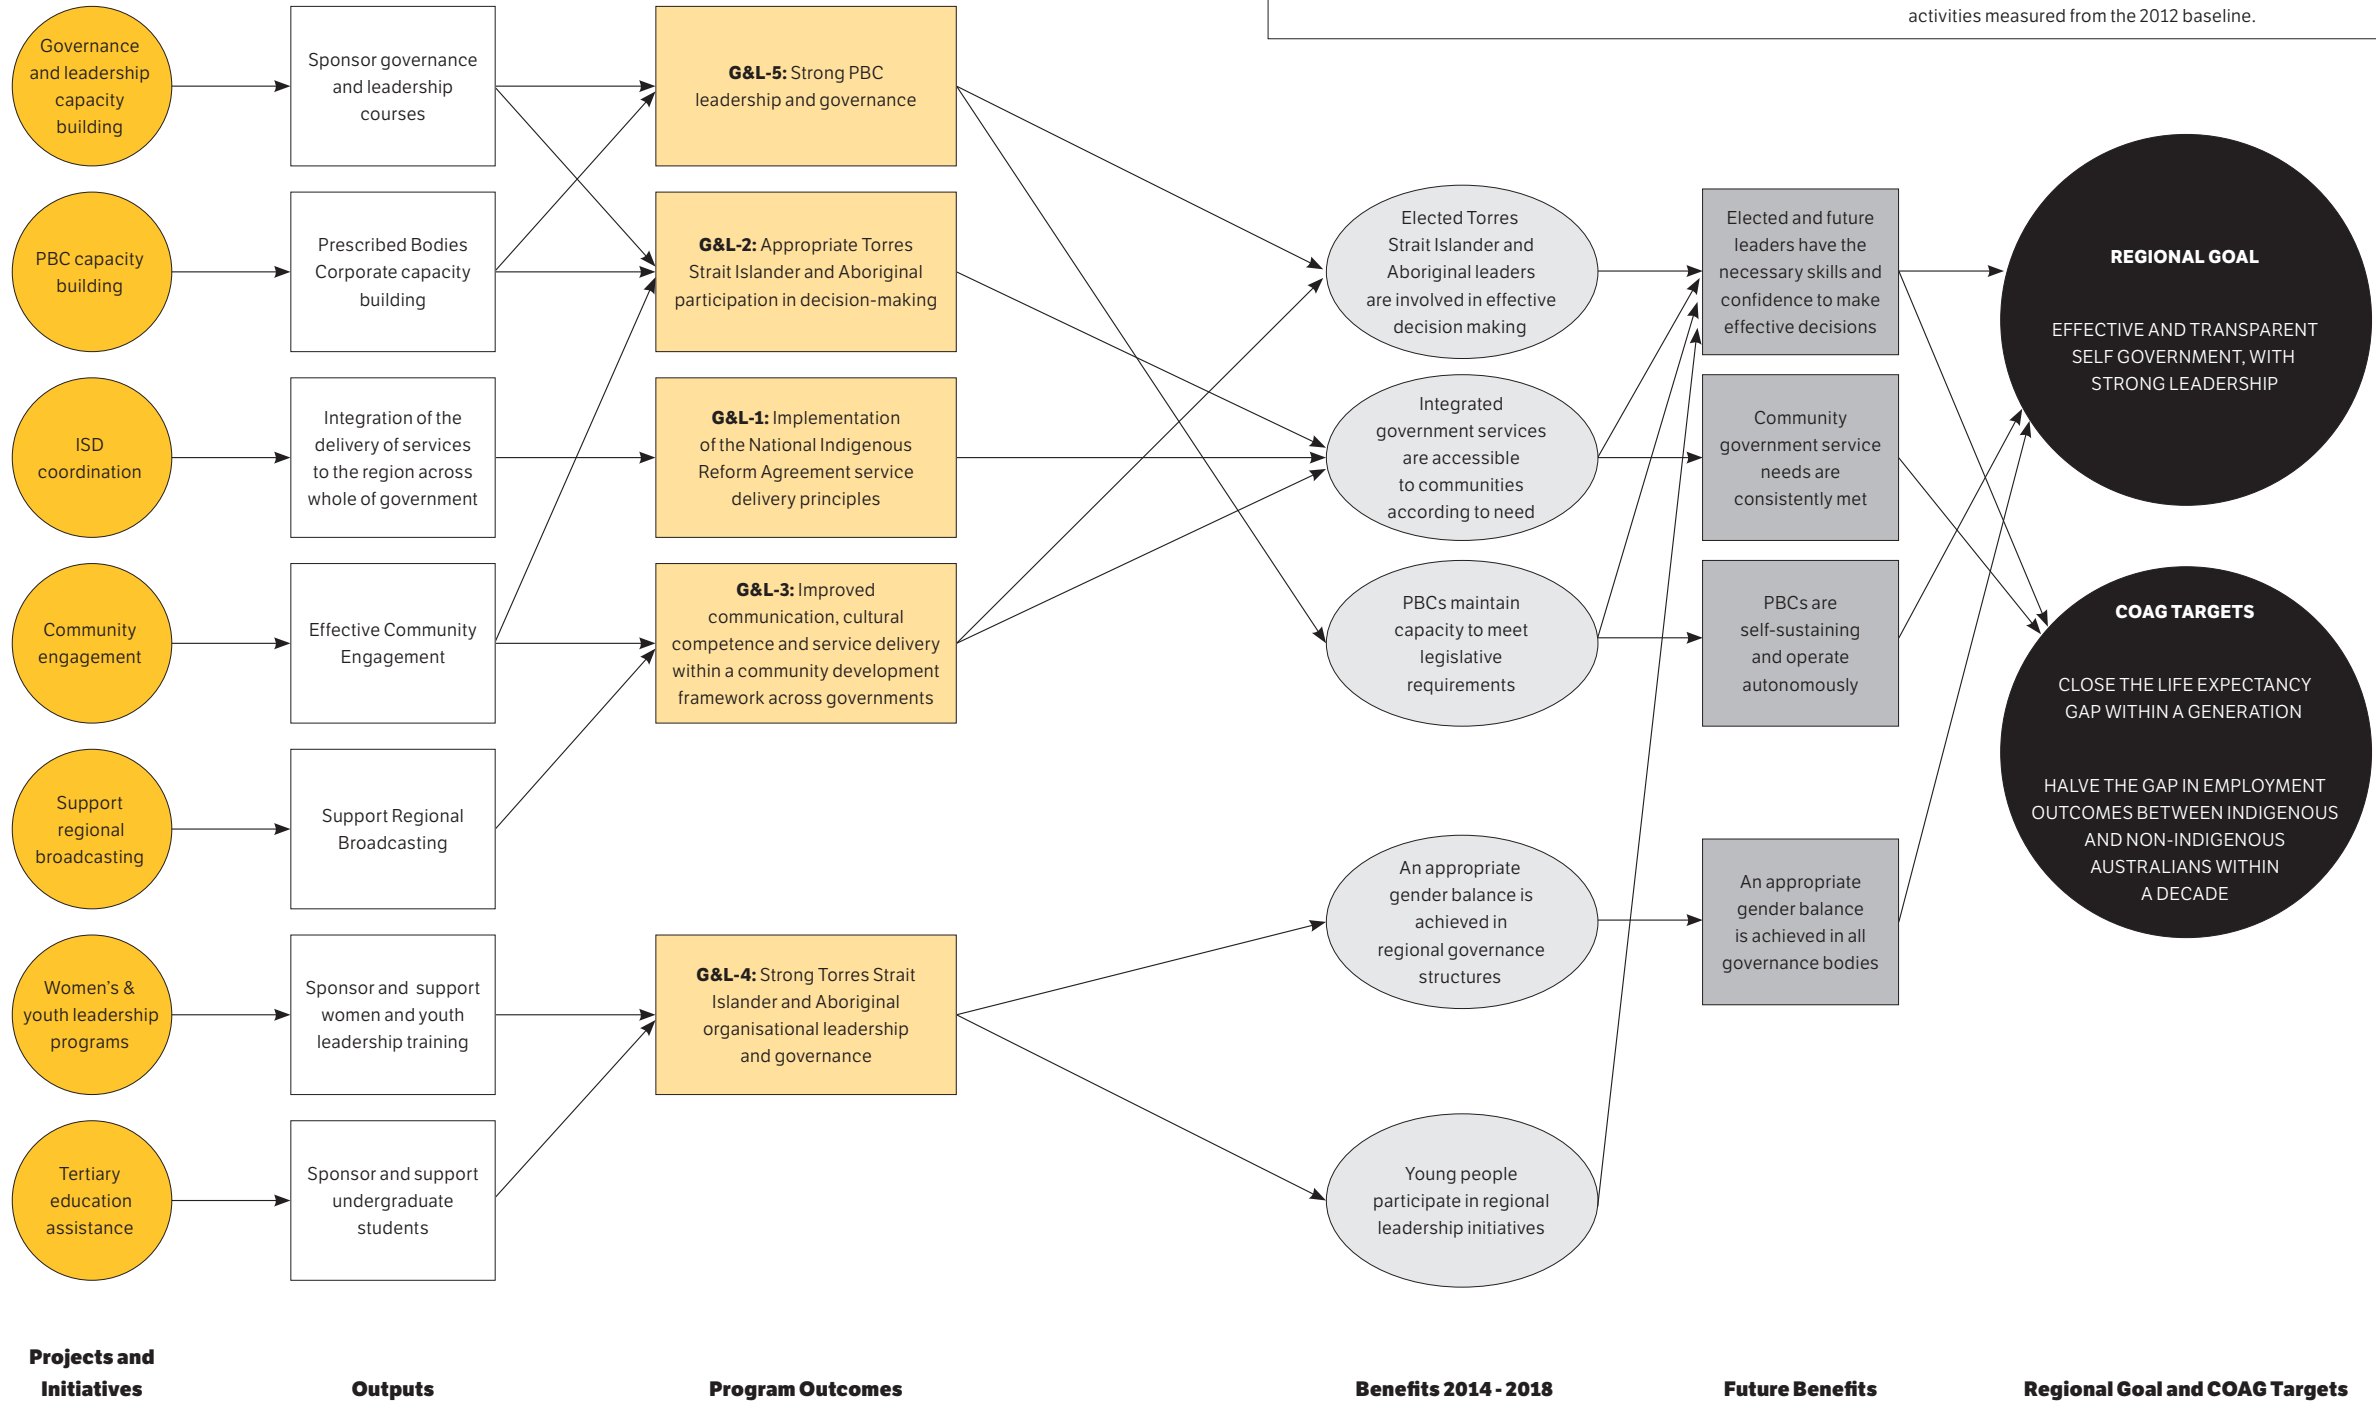 activities measured from the 2012 baseline.
Governance
and leadership
capacity
building
PBC capacity
building
ISD
coordination
Community
engagement
Support
regional
broadcasting
Women’s &
youth leadership
programs
Tertiary
education
assistance
Projects and
Initiatives
Sponsor governance
and leadership
courses
Prescribed Bodies
Corporate capacity
building
Integration of the
delivery of services
to the region across
whole of government
Effective Community
Engagement
Support Regional
Broadcasting
Sponsor and support
women and youth
leadership training
Sponsor and support
undergraduate
students
Outputs
G&L-5: Strong PBC
leadership and governance
G&L-2: Appropriate Torres
Strait Islander and Aboriginal
participation in decision-making
G&L-1: Implementation
of the National Indigenous
Reform Agreement service
delivery principles
G&L-3: Improved
communication, cultural
competence and service delivery
within a community development
framework across governments
G&L-4: Strong Torres Strait
Islander and Aboriginal
organisational leadership
and governance
Program Outcomes
Elected Torres
Strait Islander and
Aboriginal leaders
are involved in effective
decision making
Integrated
government services
are accessible
to communities
according to need
PBCs maintain
capacity to meet
legislative
requirements
An appropriate
gender balance is
achieved in
regional governance
structures
Young people
participate in regional
leadership initiatives
Benefits 2014 - 2018
Elected and future
leaders have the
necessary skills and
confidence to make
effective decisions
Community
government service
needs are
consistently met
PBCs are
self-sustaining
and operate
autonomously
An appropriate
gender balance
is achieved in all
governance bodies
Future Benefits
REGIONAL GOAL
EFFECTIVE AND TRANSPARENT
SELF GOVERNMENT, WITH
STRONG LEADERSHIP
COAG TARGETS
CLOSE THE LIFE EXPECTANCY
GAP WITHIN A GENERATION
HALVE THE GAP IN EMPLOYMENT
OUTCOMES BETWEEN INDIGENOUS
AND NON-INDIGENOUS
AUSTRALIANS WITHIN
A DECADE
Regional Goal and COAG Targets